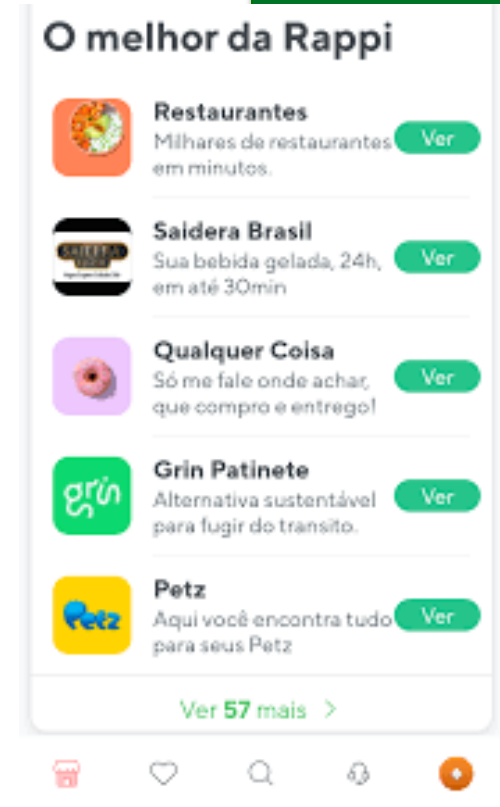 O melhor da Rappi
Restaurantes
Milhares de restaurantes
em minutos.
Ver
Saidera Brasil
Sua bebida gelada, 24h,
em até 30min
Ver
Qualquer Coisa
Só me fale onde achar,
que compro e entrego!
Ver
grin
Grin Patinete
Alternativa sustentável
para fugir do transito.
Ver
Petz
Petz
Aqui você encontra tudo
para seus Petz
Ver
Ver 57 mais